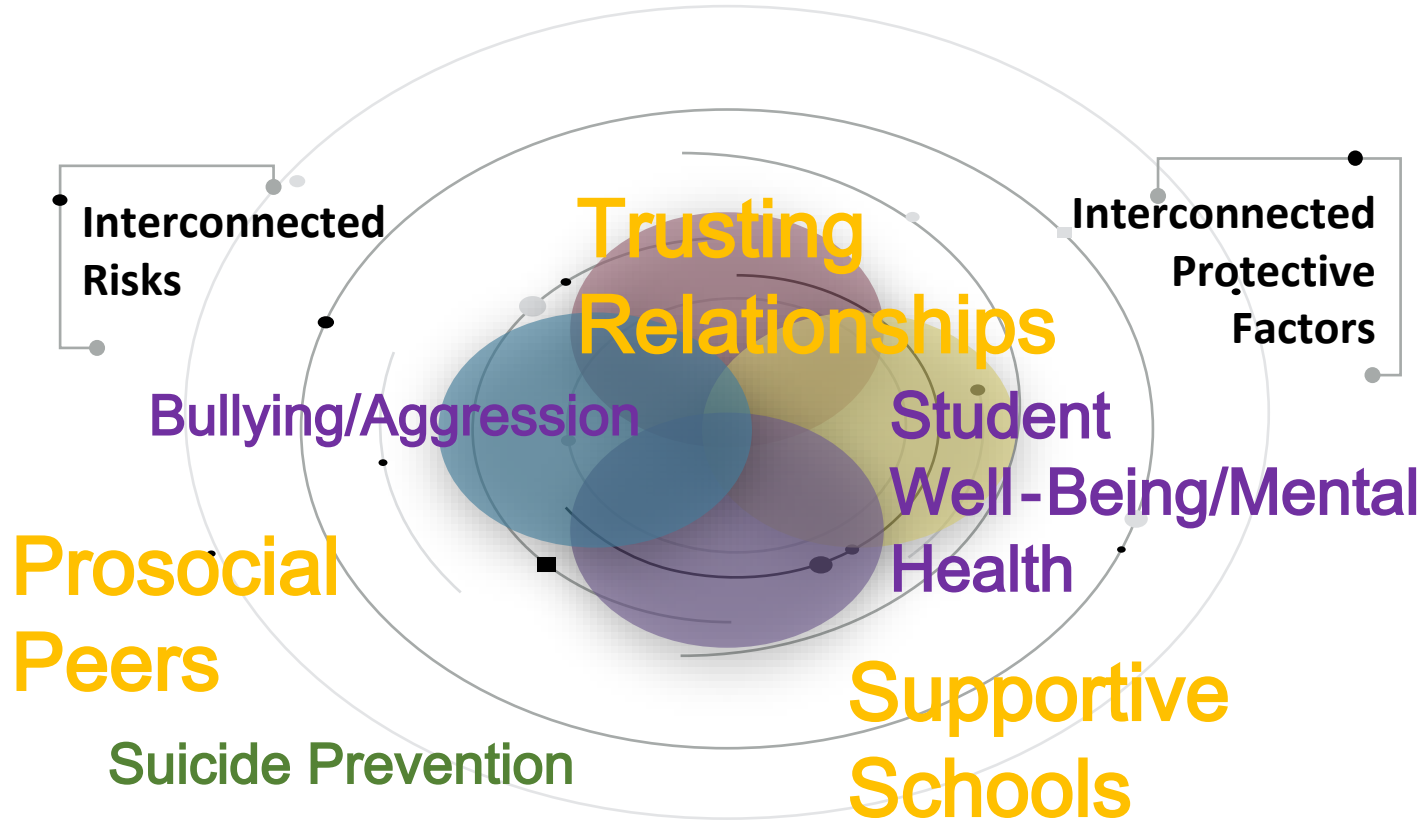 Interconnected
Risks
Trusting
Relationships
Interconnected
Protective
Factors
Bullying/Aggression
Student
Well-Being/Mental
Health
Prosocial
Peers
Supportive
Schools
Suicide Prevention